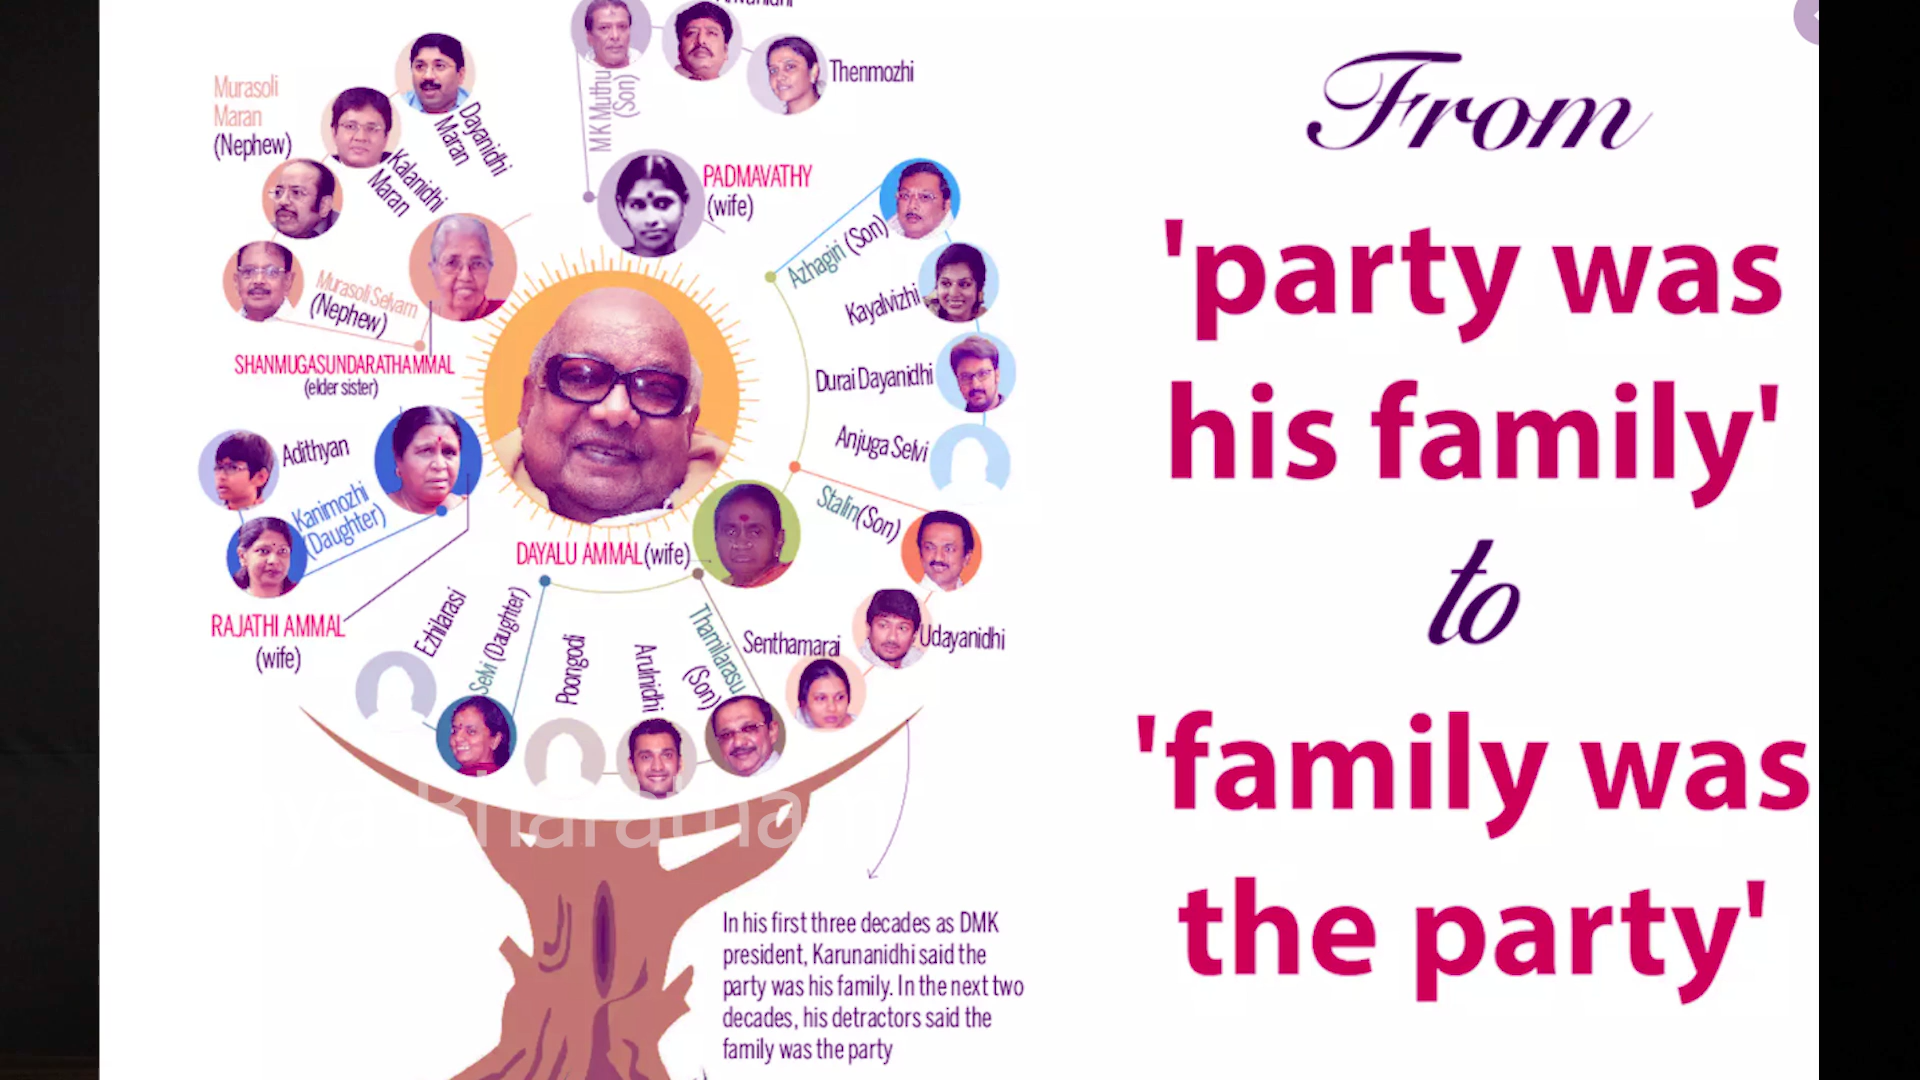 Thenmozhi
MK Muthu
(Son)
PADMAVATHY
(wife)
Murasoli
Maran
(Nephew)
Dayanidhi
Maran
Kalanidhi
Maran
Murasoli Selvam
(Nephew)
SHANMUGASUNDARATHAMMAL
(elder sister)
Azhagiri (Son)
Kayalvizhi
Durai Dayanidhi
Anjuga Selvi
Adithyan
Kanimozhi
(Daughter)
RAJATHI AMMAL
(wife)
DAYALU AMMAL(wife)
Stalin(Son)
Udayanidhi
Senthamarai
Thamilarasu
(Son)
Arulnidhi
Poongodi
Selvi (Daughter)
Ezhilarasi
Bharatham
In his first three decades as DMK
president, Karunanidhi said the
party was his family. In the next two
decades, his detractors said the
family was the party
From
'party was
his family'
to
'family was
the party'